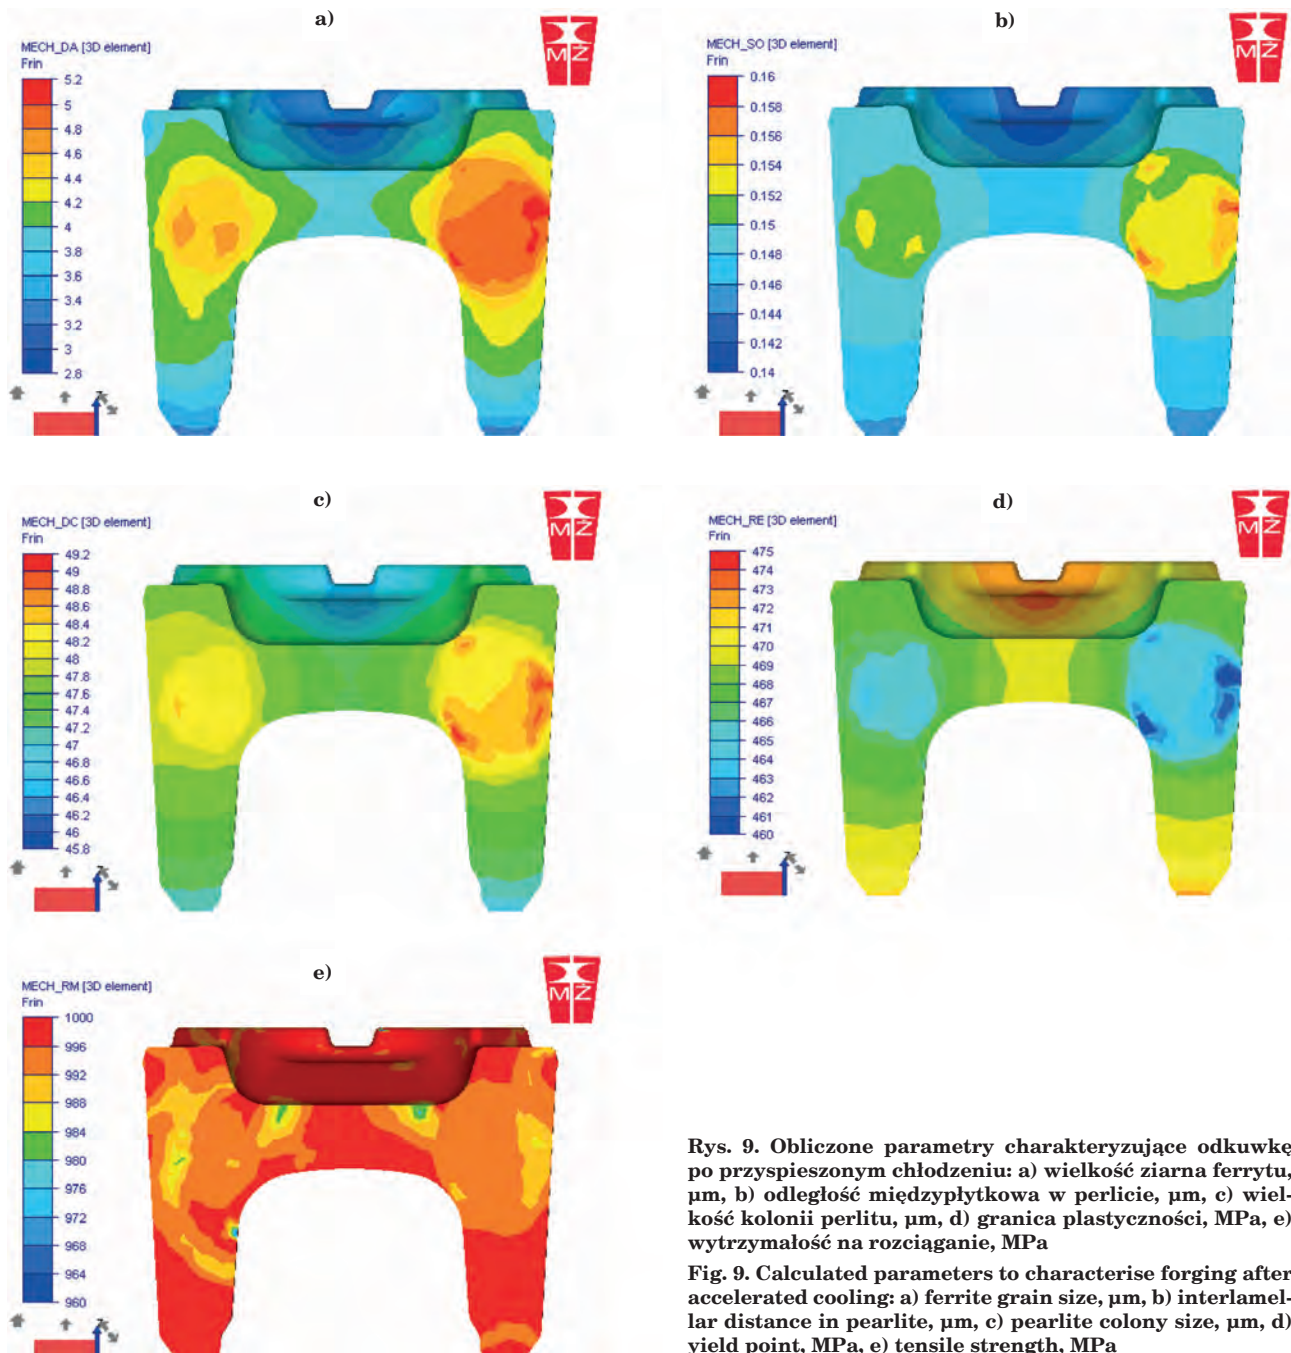 a)
MECH_DA [3D element]
Frin
5.2
5
4.8
4.6
4.4
4.2
4
3.8
3.6
3.4
3.2
3
2.8
MŻ
b)
MECH_SO [3D element]
Frin
0.16
0.158
0.156
0.154
0.152
0.15
0.148
0.146
0.144
0.142
0.14
MŻ
c)
MECH_DC [3D element]
Frin
49.2
49
48.8
48.6
48.4
48.2
48
47.8
47.6
47.4
47.2
47
46.8
46.6
46.4
46.2
46
45.8
MŻ
d)
MECH_RE [3D element]
Frin
475
474
473
472
471
470
469
468
467
466
465
464
463
462
461
460
MŻ
e)
MECH_RM [3D element]
Frin
1000
996
992
988
984
980
976
972
968
964
960
MŻ
Rys. 9. Obliczone parametry charakteryzujące odkuwkę
po przyspieszonym chłodzeniu: a) wielkość ziarna ferrytu,
µm, b) odległość międzypłytkowa w perlicie, µm, c) wiel-
kość kolonii perlitu, µm, d) granica plastyczności, MPa, e)
wytrzymałość na rozciąganie, MPa
Fig. 9. Calculated parameters to characterise forging after
accelerated cooling: a) ferrite grain size, µm, b) interlamel-
lar distance in pearlite, µm, c) pearlite colony size, µm, d)
yield point, MPa, e) tensile strength, MPa